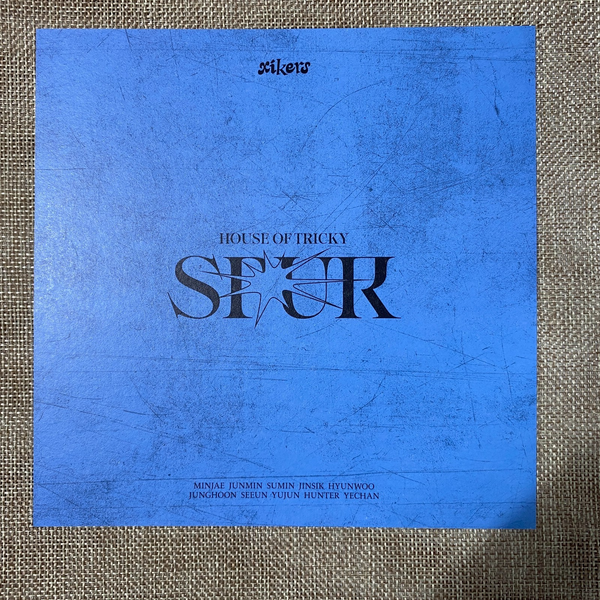 xikers
HOUSE OF TRICKY
SPUR
MINJAE JUNMIN SUMIN JINSIK HYUNWOO
JUNGHOON SEEUN YUJUN HUNTER YECHAN